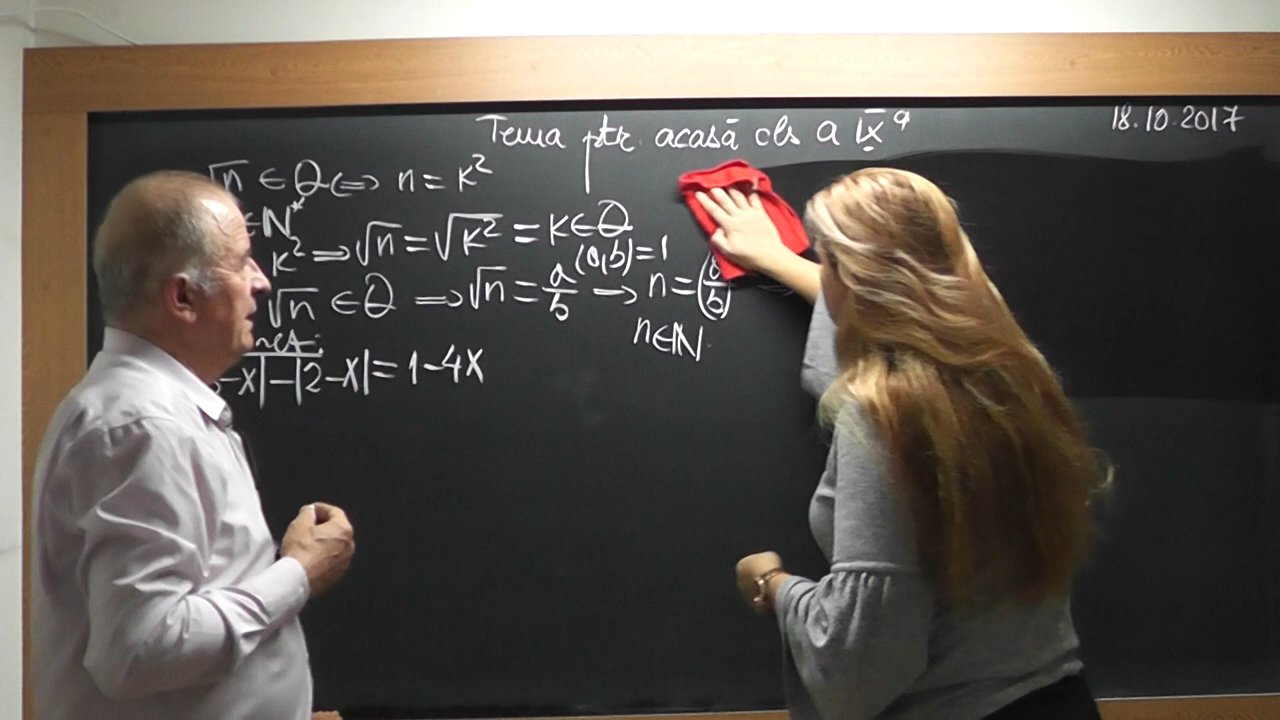 Tema ptr. acasă cls a IX a
18.10.2017
√n ∈ Q ⇔ n = k²
∈ N*
k² ⇒ √n = √k² = k ∈ Q
(a,b)=1
√n ∈ Q ⇒ √n = a/b → n = (a/b)
n∈N
-x|-|2-x|=1-4x